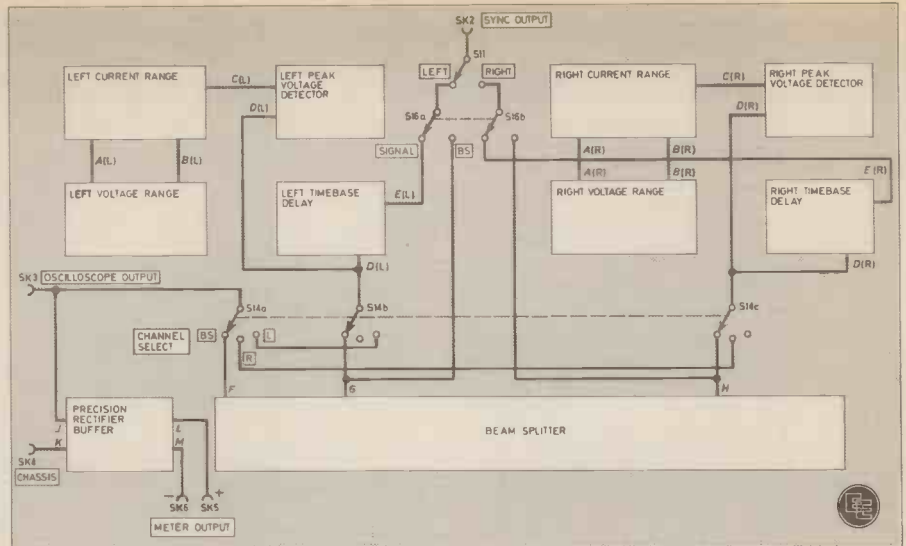 SK2 SYNC OUTPUT
S11
LEFT
RIGHT
LEFT CURRENT RANGE
C(L)
LEFT PEAK
VOLTAGE
DETECTOR
D(L)
S16a
S16b
RIGHT CURRENT RANGE
C(R)
RIGHT PEAK
VOLTAGE
DETECTOR
D(R)
SIGNAL
BS
A(L)
B(L)
A(R)
B(R)
A(R)
B(R)
E(R)
LEFT VOLTAGE RANGE
LEFT TIMEBASE
DELAY
E(L)
RIGHT VOLTAGE RANGE
RIGHT TIMEBASE
DELAY
D(L)
D(R)
SK3 OSCILLOSCOPE OUTPUT
S14a
S14b
S14c
CHANNEL
SELECT
BS
L
R
F
G
H
PRECISION
RECTIFIER
BUFFER
J
K
L
M
BEAM SPLITTER
SK4
CHASSIS
–
+
SK6
SK5
METER OUTPUT